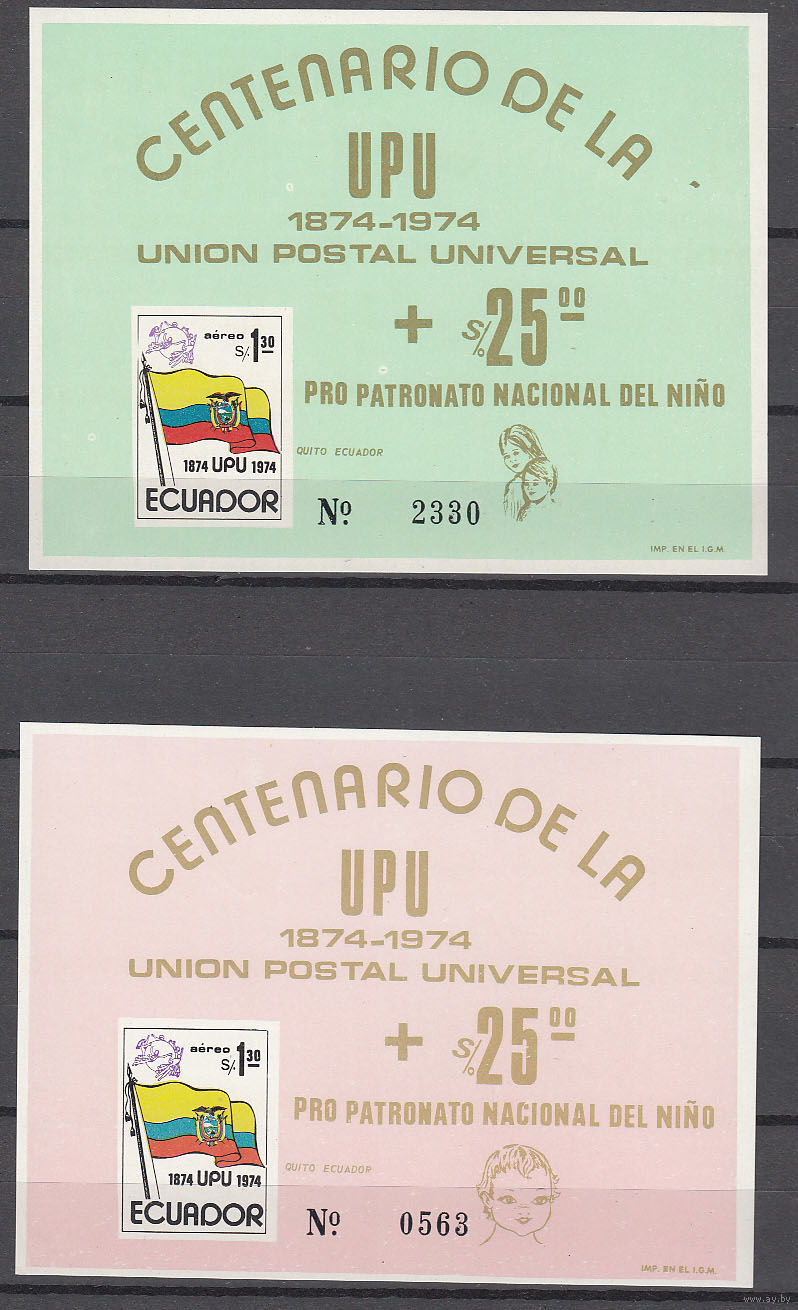 CENTENARIO DE LA
UPU
1874-1974
UNION POSTAL UNIVERSAL
+ S/. 25 00
PRO PATRONATO NACIONAL DEL NIÑO
aéreo
S/. 1 30
1874 UPU 1974
ECUADOR
QUITO ECUADOR
Nº 2330
IMP. EN EL I.G.M.
CENTENARIO DE LA
UPU
1874-1974
UNION POSTAL UNIVERSAL
+ S/. 25 00
PRO PATRONATO NACIONAL DEL NIÑO
aéreo
S/. 1 30
1874 UPU 1974
ECUADOR
QUITO ECUADOR
Nº 0563
IMP. EN EL I.G.M.
www.ay.by